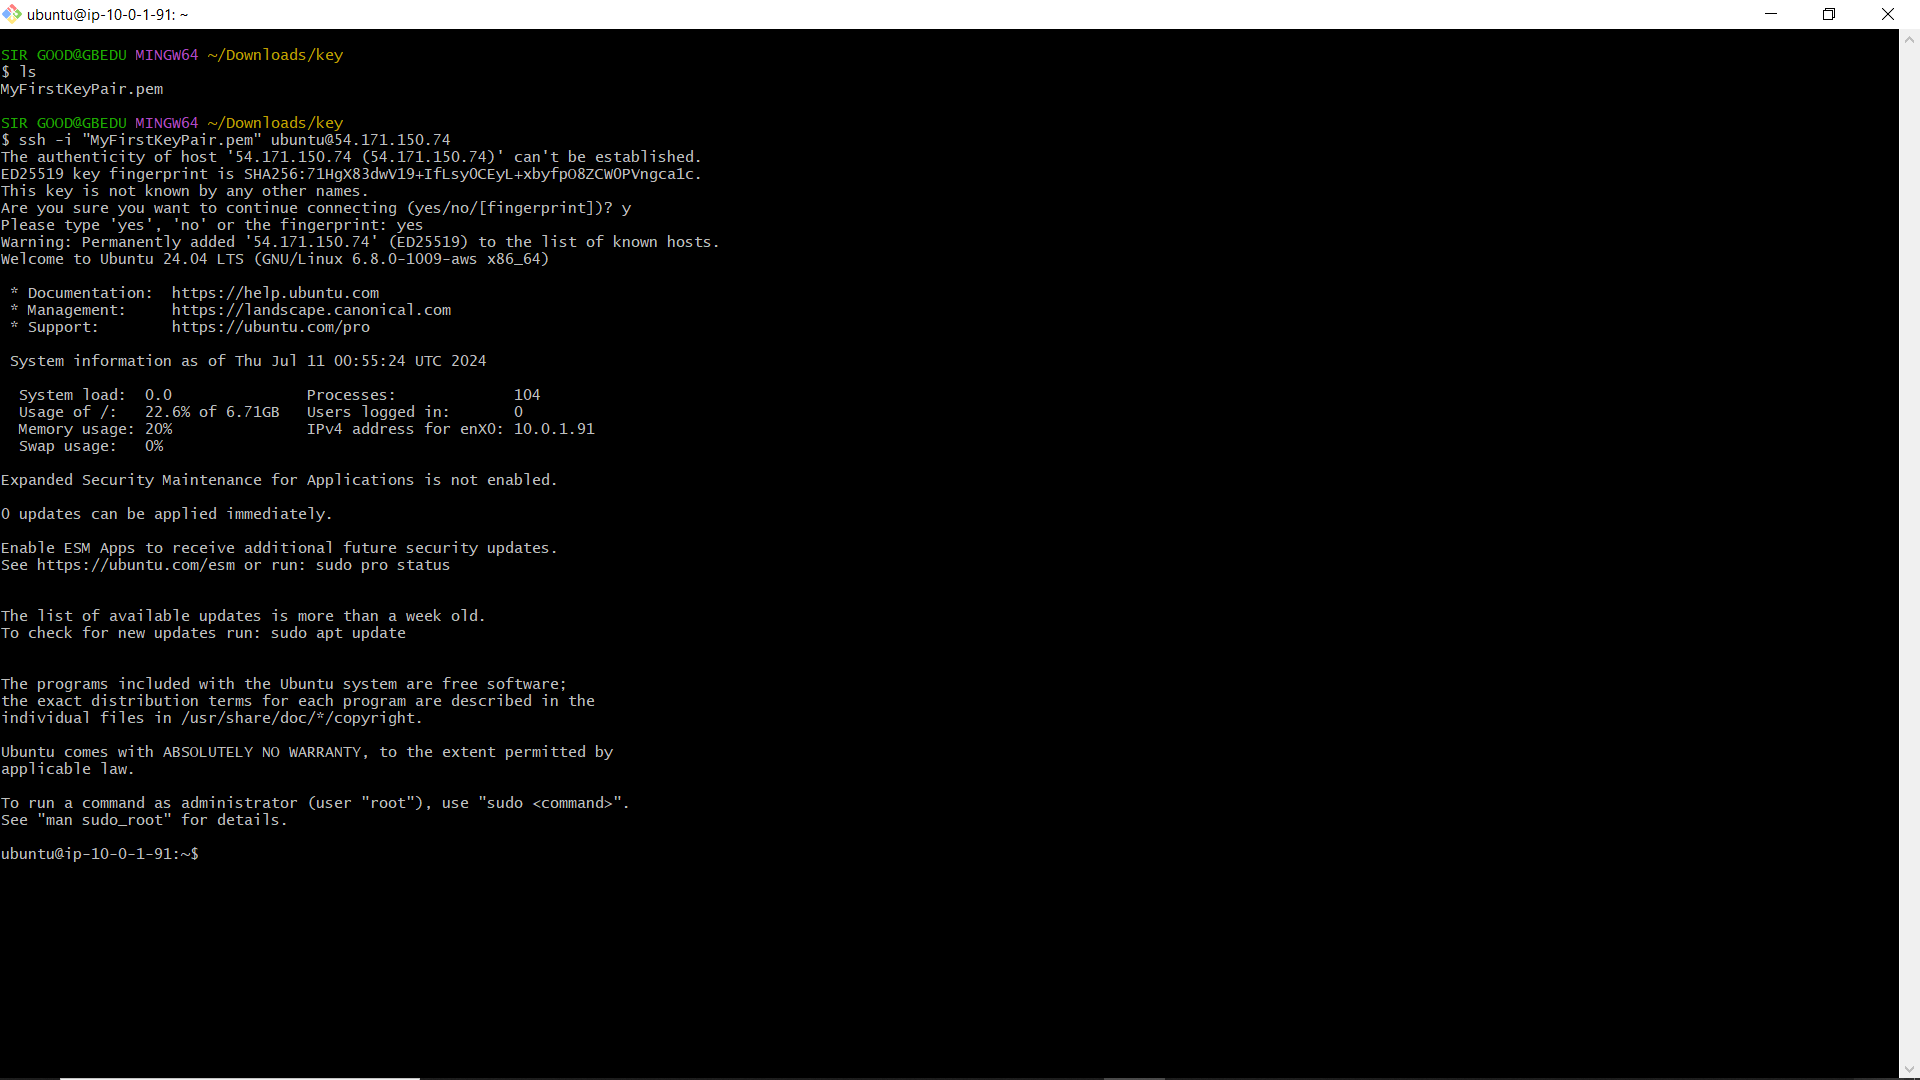 ubuntu@ip-10-0-1-91: ~
SIR GOOD@GBEDU MINGW64 ~/Downloads/key
$ ls
MyFirstKeyPair.pem
SIR GOOD@GBEDU MINGW64 ~/Downloads/key
$ ssh -i "MyFirstKeyPair.pem" ubuntu@54.171.150.74
The authenticity of host '54.171.150.74 (54.171.150.74)' can't be established.
ED25519 key fingerprint is SHA256:71HgX83dwV19+IfLsyOCEyL+xbyfpO8ZCWOPVngca1c.
This key is not known by any other names.
Are you sure you want to continue connecting (yes/no/[fingerprint])? y
Please type 'yes', 'no' or the fingerprint: yes
Warning: Permanently added '54.171.150.74' (ED25519) to the list of known hosts.
Welcome to Ubuntu 24.04 LTS (GNU/Linux 6.8.0-1009-aws x86_64)
* Documentation:  https://help.ubuntu.com
* Management:     https://landscape.canonical.com
* Support:        https://ubuntu.com/pro
System information as of Thu Jul 11 00:55:24 UTC 2024
System load:  0.0               Processes:             104
Usage of /:   22.6% of 6.71GB   Users logged in:       0
Memory usage: 20%               IPv4 address for enX0: 10.0.1.91
Swap usage:   0%
Expanded Security Maintenance for Applications is not enabled.
0 updates can be applied immediately.
Enable ESM Apps to receive additional future security updates.
See https://ubuntu.com/esm or run: sudo pro status
The list of available updates is more than a week old.
To check for new updates run: sudo apt update
The programs included with the Ubuntu system are free software;
the exact distribution terms for each program are described in the
individual files in /usr/share/doc/*/copyright.
Ubuntu comes with ABSOLUTELY NO WARRANTY, to the extent permitted by
applicable law.
To run a command as administrator (user "root"), use "sudo <command>".
See "man sudo_root" for details.
ubuntu@ip-10-0-1-91:~$